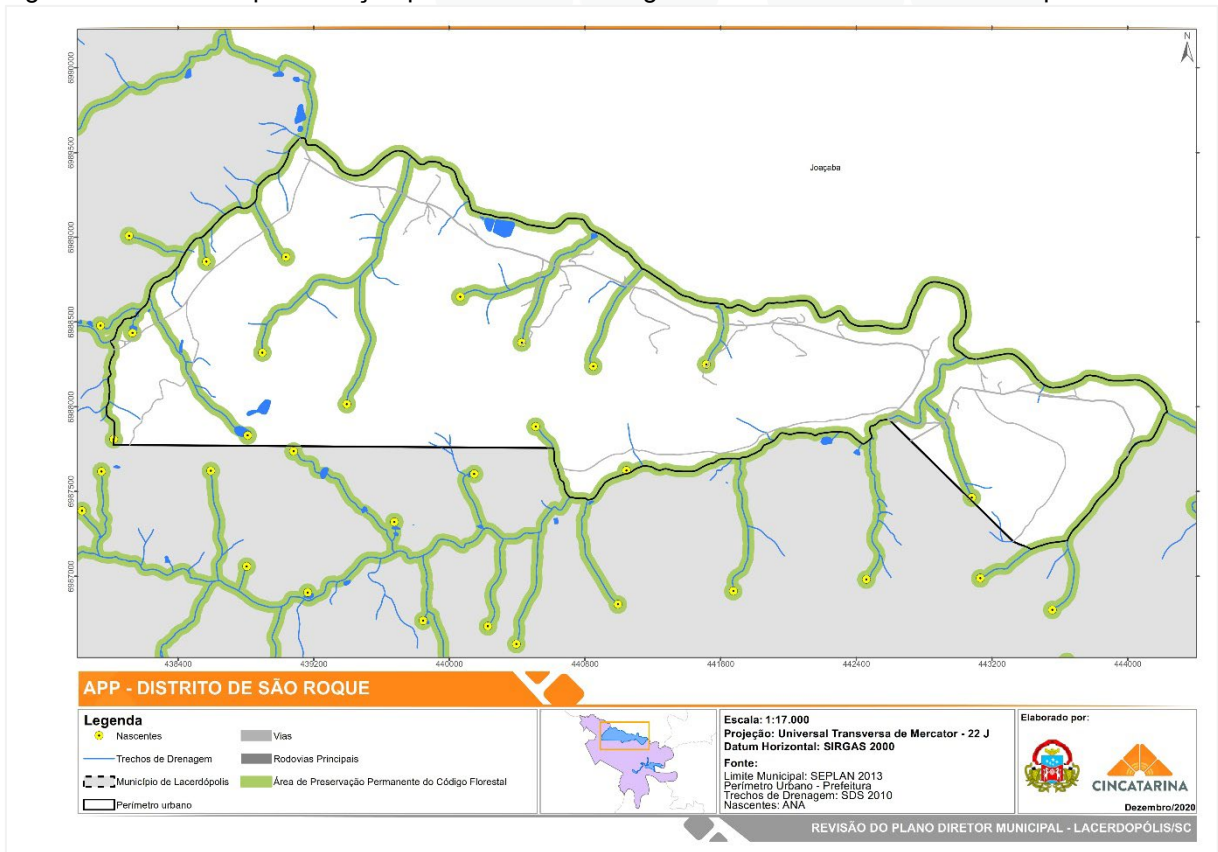 N
6990000
6989500
6989000
6988500
6988000
6987500
6987000
Joaçaba
438400
439200
440000
440800
441600
442400
443200
444000
APP - DISTRITO DE SÃO ROQUE
Legenda
Nascentes
Trechos de Drenagem
Município de Lacerdópolis
Perímetro urbano
Vias
Rodovias Principais
Área de Preservação Permanente do Código Florestal
Escala: 1:17.000
Projeção: Universal Transversa de Mercator - 22 J
Datum Horizontal: SIRGAS 2000
Fonte:
Limite Municipal: SEPLAN 2013
Perímetro Urbano - Prefeitura
Trechos de Drenagem: SDS 2010
Nascentes: ANA
Elaborado por:
CINCATARINA
Dezembro/2020
REVISÃO DO PLANO DIRETOR MUNICIPAL - LACERDOPÓLIS/SC